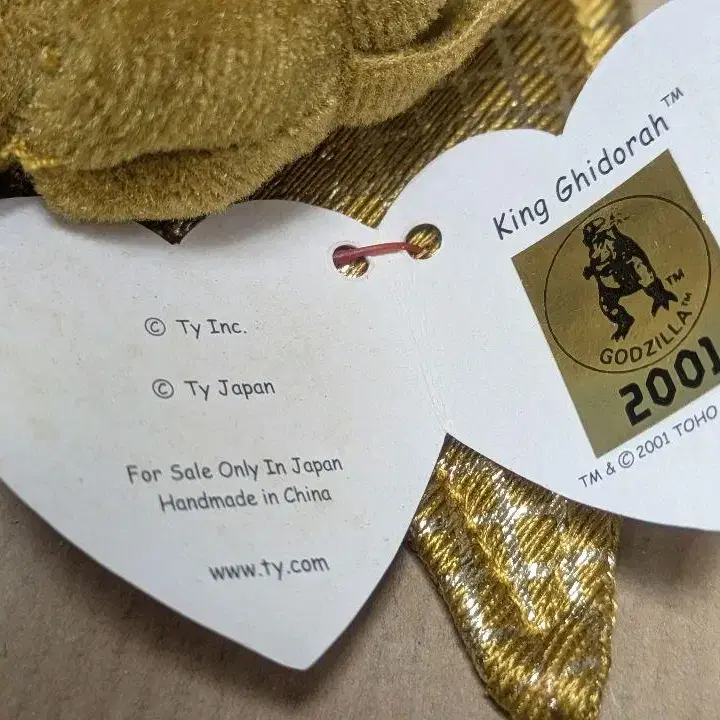 © Ty Inc.
© Ty Japan
For Sale Only In Japan
Handmade in China
www.ty.com
King Ghidorah™
TM
GODZILLA™
2001
TM & © 2001 TOHO